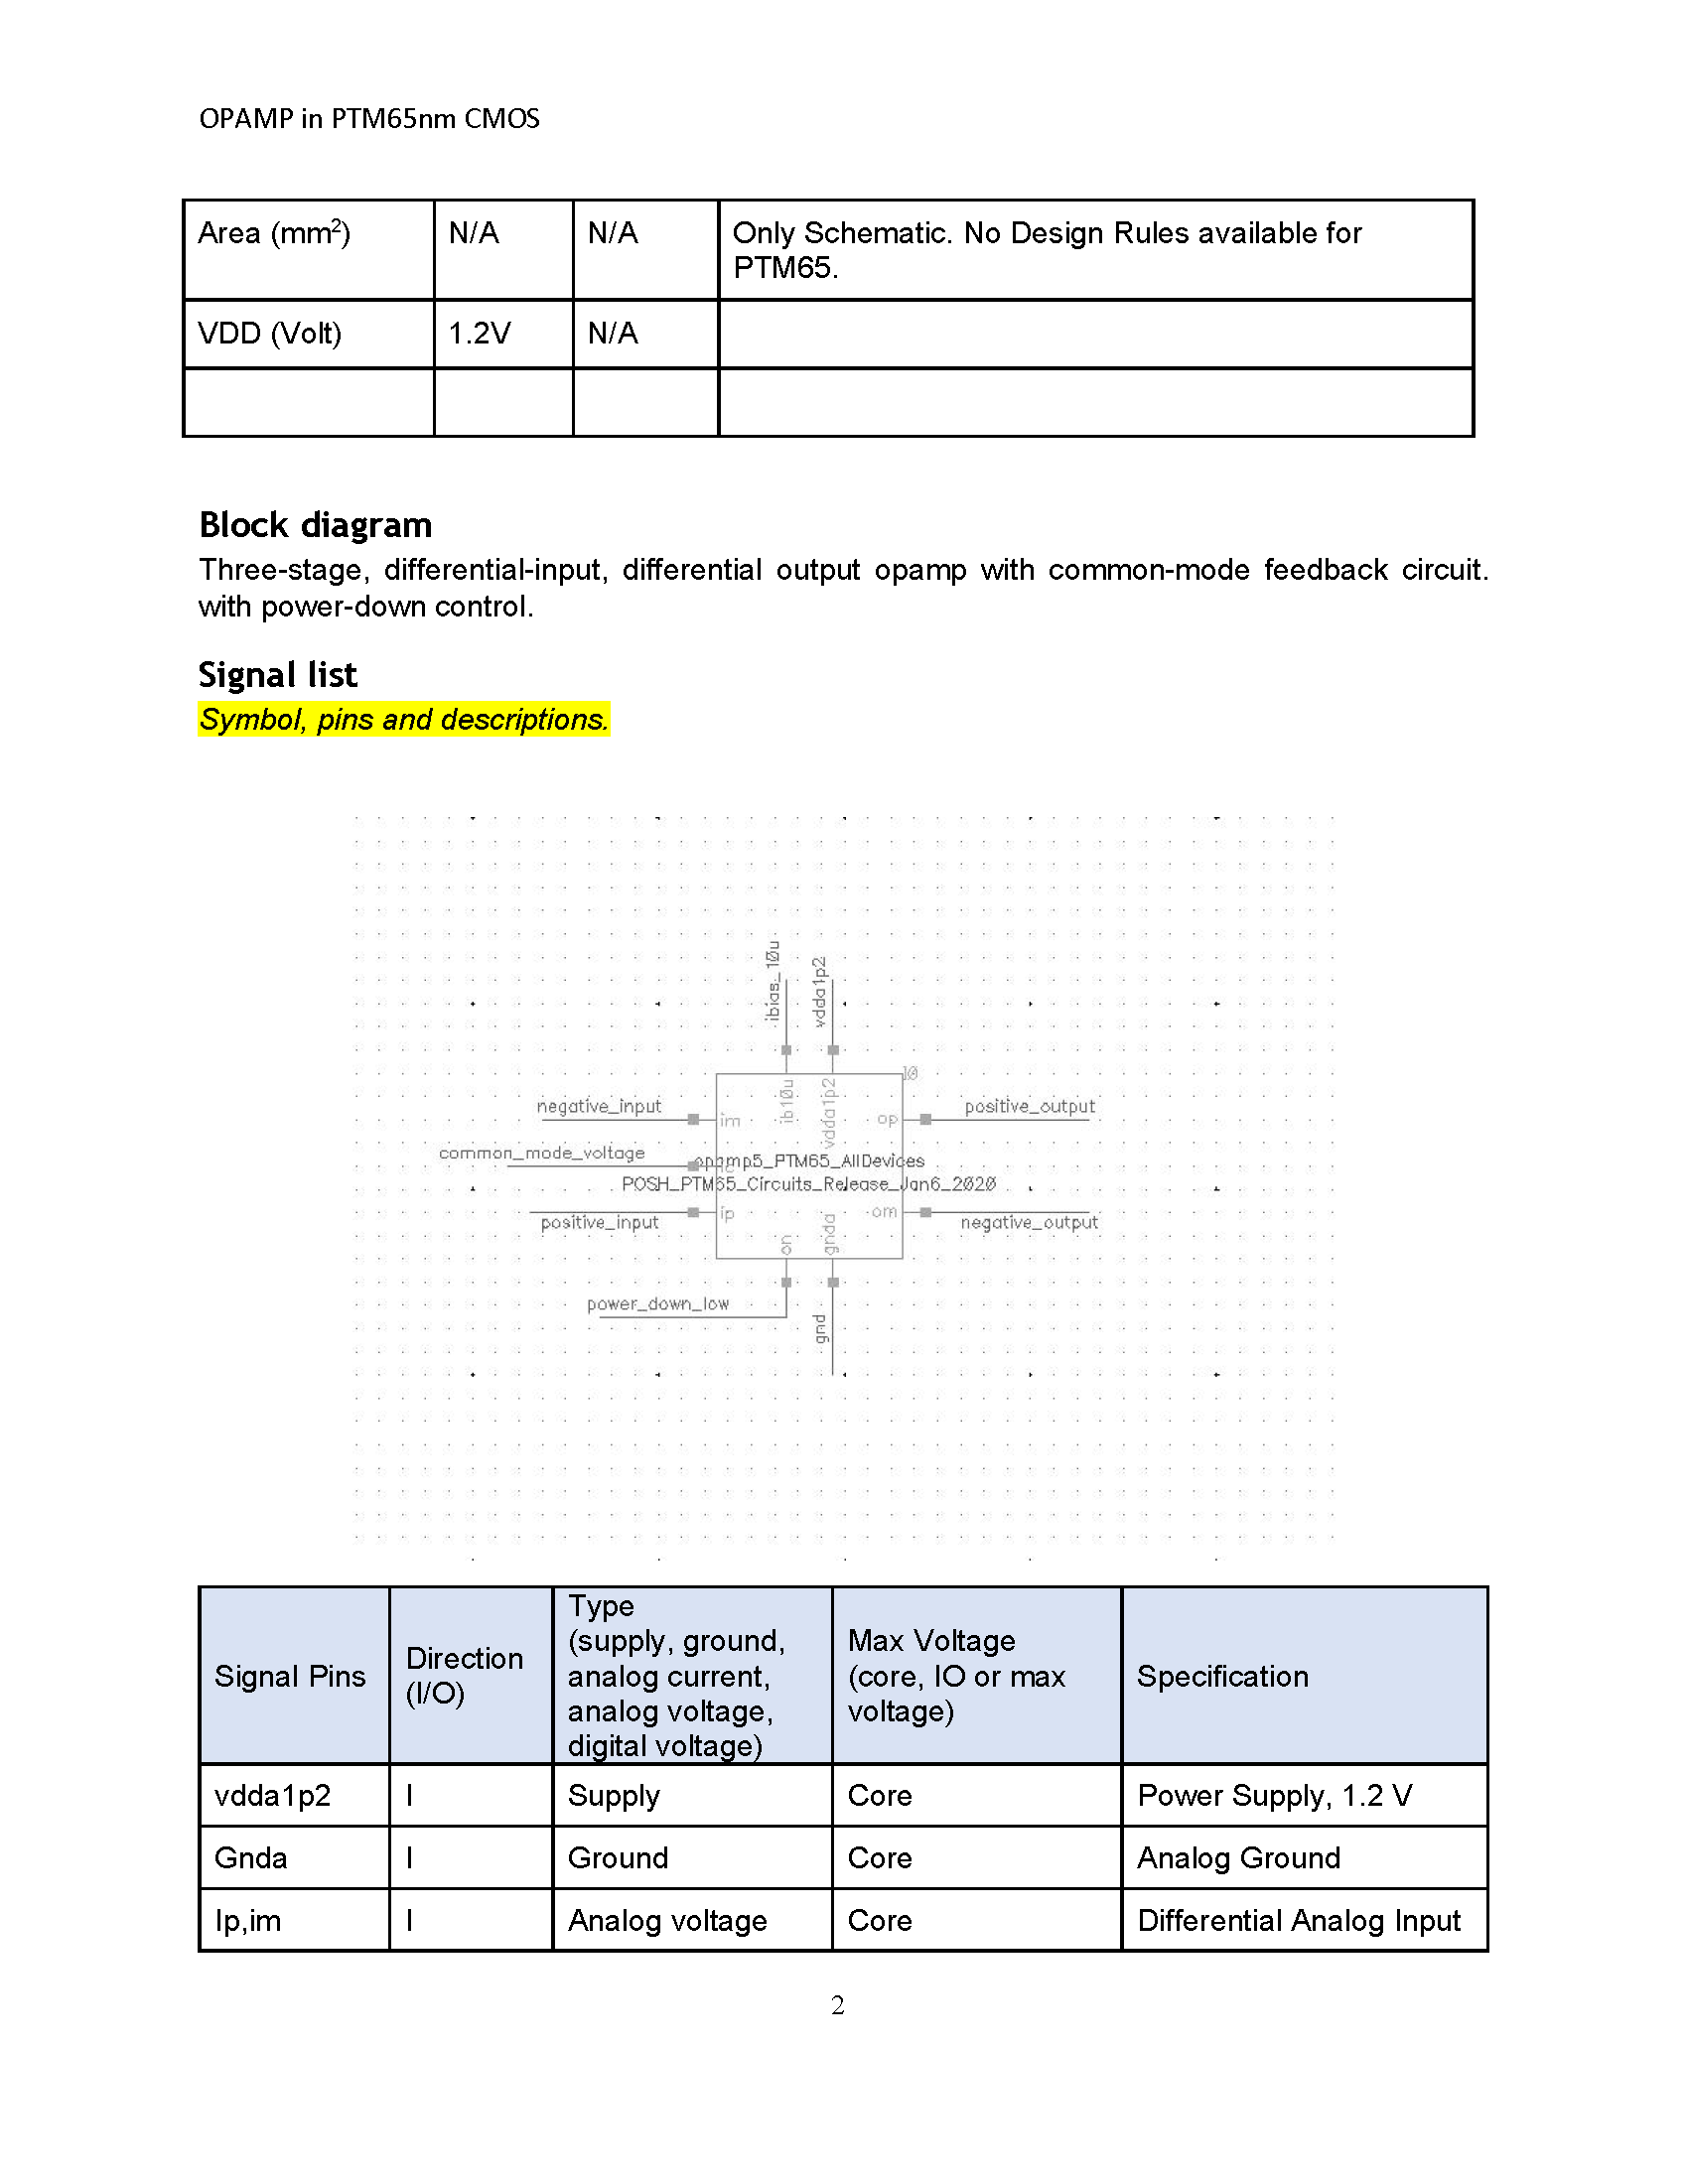 OPAMP in PTM65nm CMOS
Area (mm2) N/A N/A Only Schematic. No Design Rules available for
PTM65.
VDD (Volt) 1.2V N/A
Block diagram
Three-stage, differential-input, differential output opamp with common-mode feedback circuit.
with power-down control.
Signal list
Symbol, pins and descriptions.
ibias_10u
vdda1p2
I0
ib10u
vdda1p2
negative_input
im
op
positive_output
common_mode_voltage
opamp5_PTM65_AllDevices
POSH_PTM65_Circuits_Release_Jan6_2020
positive_input
ip
om
negative_output
on
gnda
power_down_low
gnd
Signal Pins
Direction
(I/O)
Type
(supply, ground,
analog current,
analog voltage,
digital voltage)
Max Voltage
(core, IO or max
voltage)
Specification
vdda1p2 I Supply Core Power Supply, 1.2 V
Gnda I Ground Core Analog Ground
Ip,im I Analog voltage Core Differential Analog Input
2